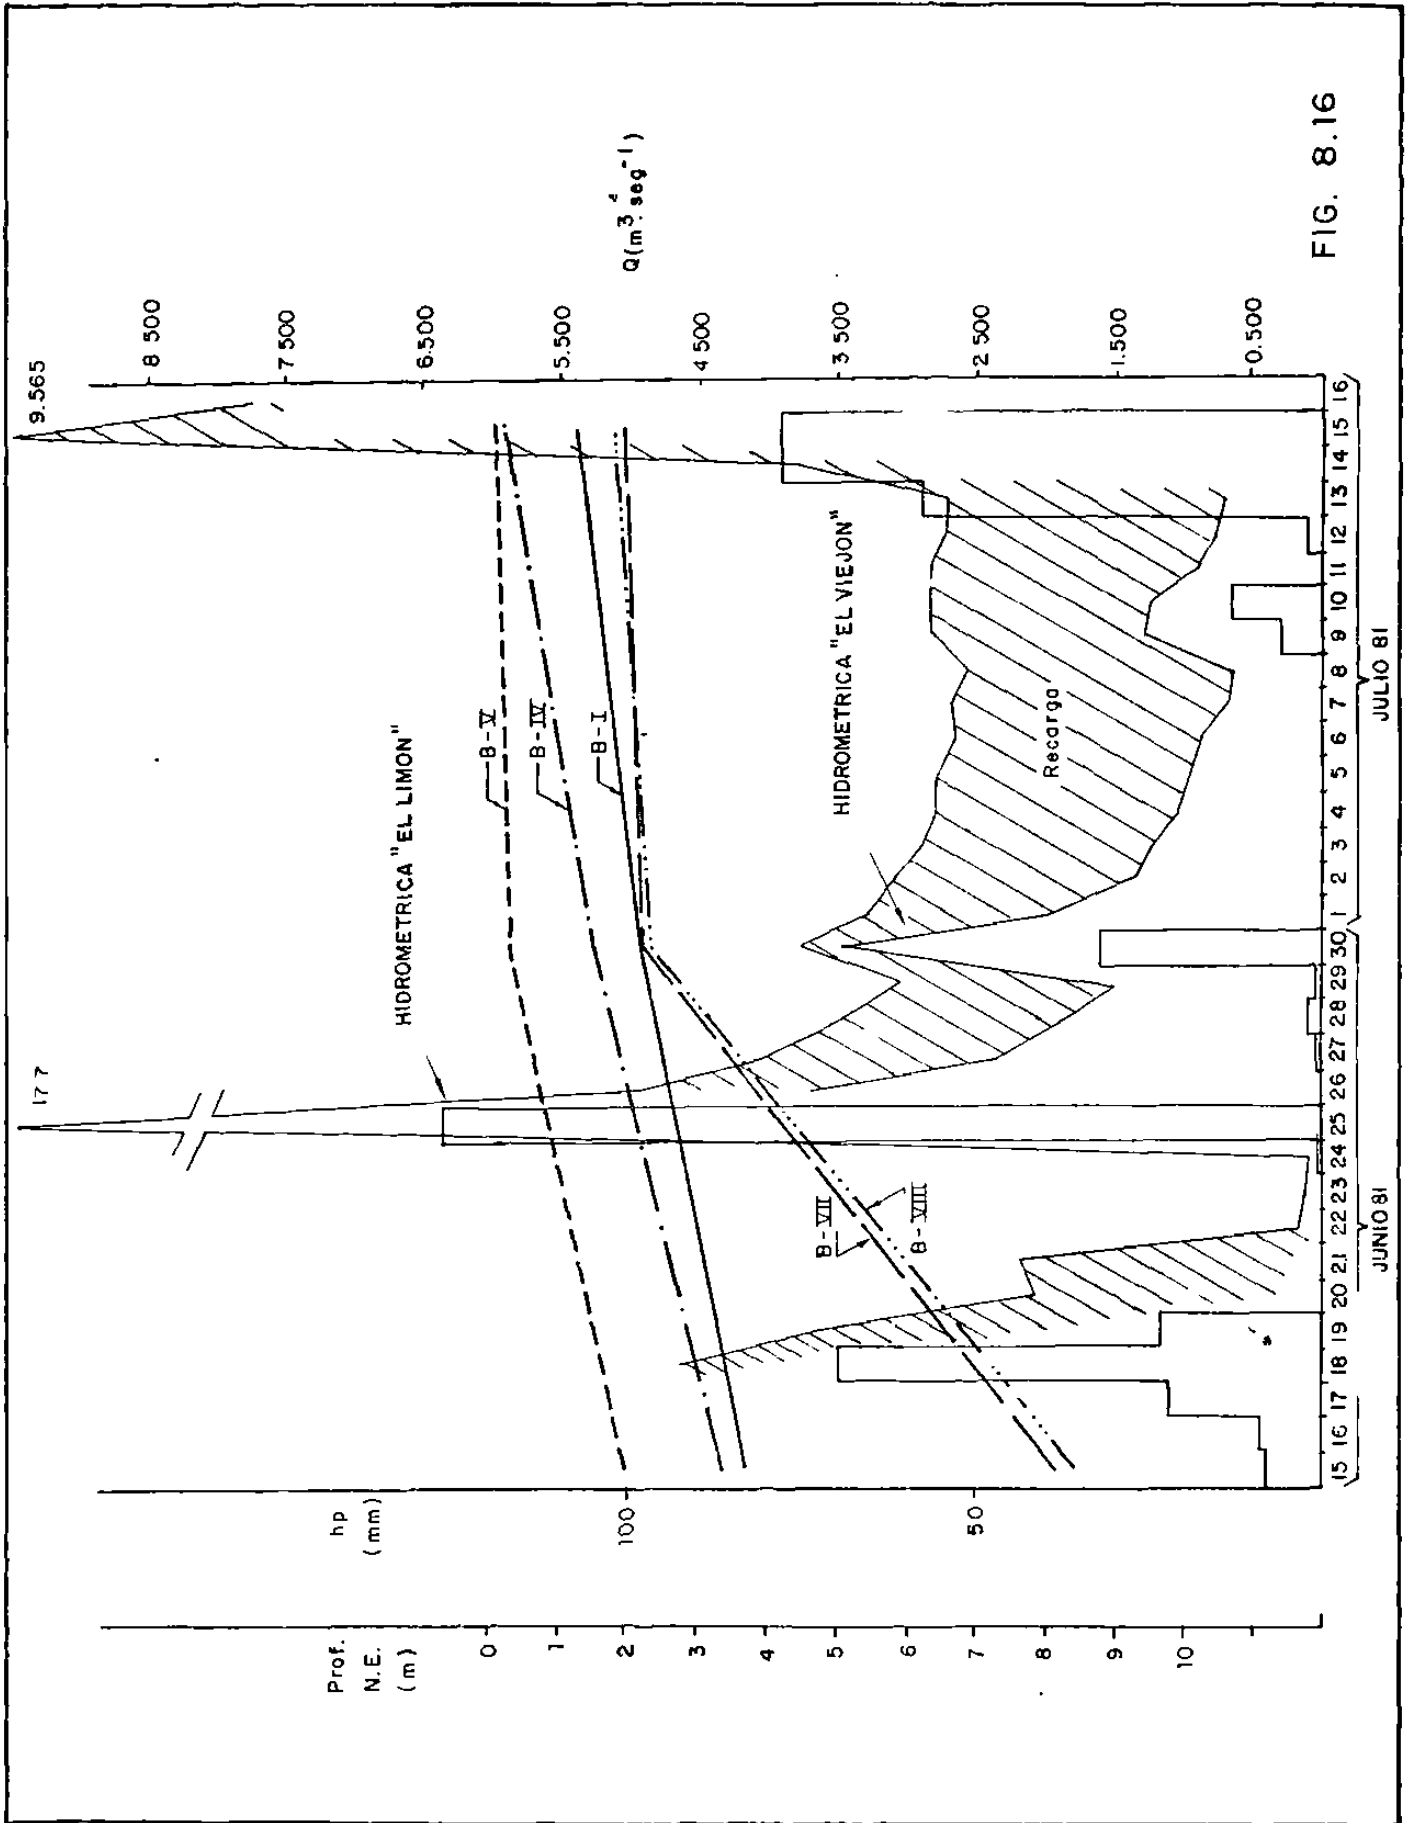 Prof.
N.E.
(m)
0
1
2
3
4
5
6
7
8
9
10
hp
(mm)
100
50
177
9.565
HIDROMETRICA "EL LIMON"
B-V
B-IV
B-I
B-VII
B-VIII
HIDROMETRICA "EL VIEJON"
Recarga
8 500
7 500
6.500
5.500
4 500
3 500
2 500
1.500
0.500
Q(m3. seg-1)
15 16 17 18 19 20 21 22 23 24 25 26 27 28 29 30 1 2 3 4 5 6 7 8 9 10 11 12 13 14 15 16
JUNIO 81
JULIO 81
FIG. 8.16